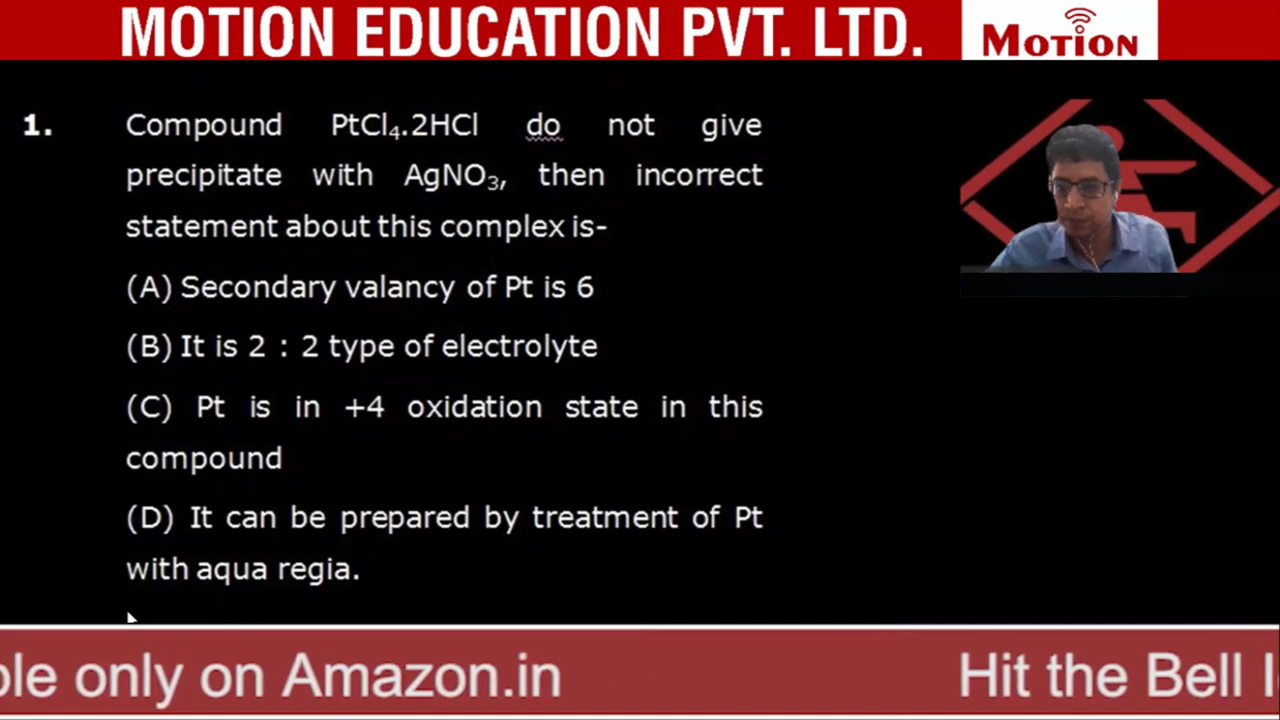 MOTION EDUCATION PVT. LTD.
MOTION
1. Compound PtCl₄.2HCl do not give
precipitate with AgNO₃, then incorrect
statement about this complex is-
(A) Secondary valancy of Pt is 6
(B) It is 2 : 2 type of electrolyte
(C) Pt is in +4 oxidation state in this
compound
(D) It can be prepared by treatment of Pt
with aqua regia.
ole only on Amazon.in Hit the Bell I